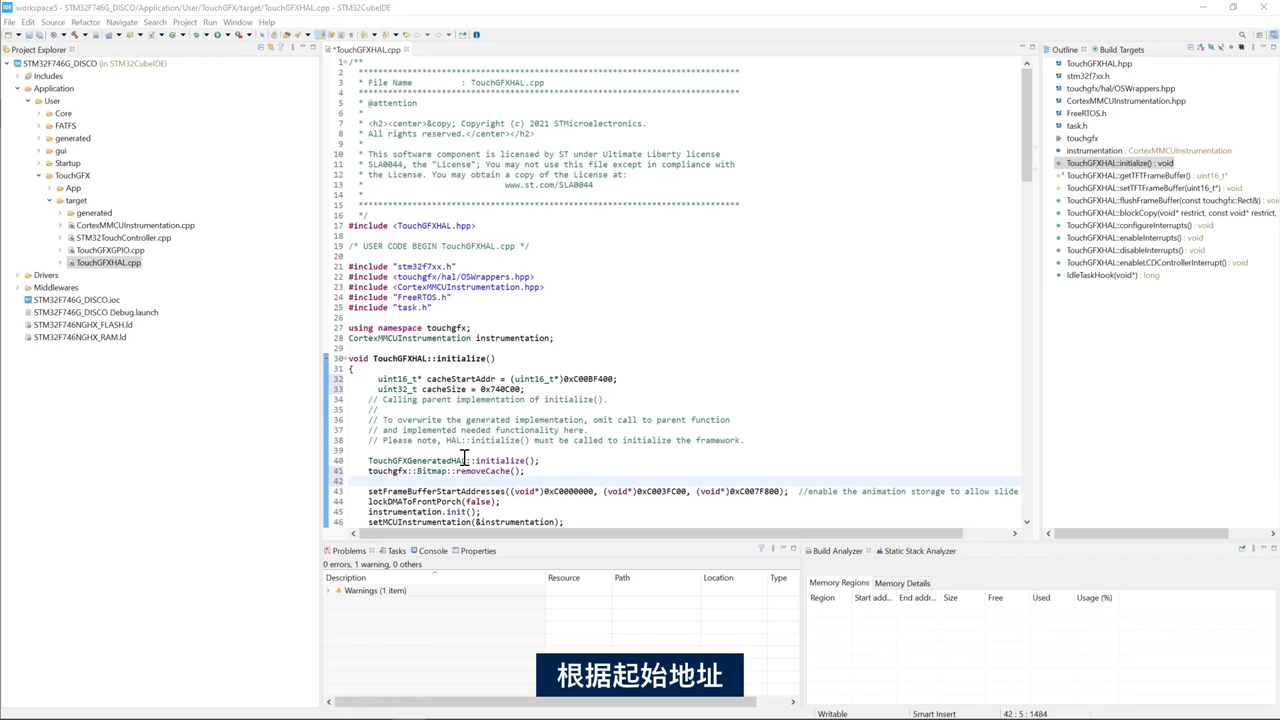 workspace5 - STM32F746G_DISCO/Application/User/TouchGFX/target/TouchGFXHAL.cpp - STM32CubeIDE
File Edit Source Refactor Navigate Search Project Run Window Help
Project Explorer
STM32F746G_DISCO (in STM32CubeIDE)
Includes
Application
User
Core
FATFS
generated
gui
Startup
TouchGFX
App
target
generated
CortexMMCUInstrumentation.cpp
STM32TouchController.cpp
TouchGFXGPIO.cpp
TouchGFXHAL.cpp
Drivers
Middlewares
STM32F746G_DISCO.ioc
STM32F746G_DISCO Debug.launch
STM32F746NGHX_FLASH.ld
STM32F746NGHX_RAM.ld
*TouchGFXHAL.cpp
1 /**
2 ******************************************************************************
3 * File Name : TouchGFXHAL.cpp
4 ******************************************************************************
5 * @attention
6 *
7 * <h2><center>&copy; Copyright (c) 2021 STMicroelectronics.
8 * All rights reserved.</center></h2>
9 *
10 * This software component is licensed by ST under Ultimate Liberty license
11 * SLA0044, the "License"; You may not use this file except in compliance with
12 * the License. You may obtain a copy of the License at:
13 * www.st.com/SLA0044
14 *
15 ******************************************************************************
16 */
17 #include <TouchGFXHAL.hpp>
18
19 /* USER CODE BEGIN TouchGFXHAL.cpp */
20
21 #include "stm32f7xx.h"
22 #include <touchgfx/hal/OSWrappers.hpp>
23 #include <CortexMMCUInstrumentation.hpp>
24 #include "FreeRTOS.h"
25 #include "task.h"
26
27 using namespace touchgfx;
28 CortexMMCUInstrumentation instrumentation;
29
30 void TouchGFXHAL::initialize()
31 {
32 uint16_t* cacheStartAddr = (uint16_t*)0xC00BF400;
33 uint32_t cacheSize = 0x740C00;
34 // Calling parent implementation of initialize().
35 //
36 // To overwrite the generated implementation, omit call to parent function
37 // and implemented needed functionality here.
38 // Please note, HAL::initialize() must be called to initialize the framework.
39
40 TouchGFXGeneratedHAL::initialize();
41 touchgfx::Bitmap::removeCache();
42
43 setFrameBufferStartAddresses((void*)0xC0000000, (void*)0xC003FC00, (void*)0xC007F800); //enable the animation storage to allow slide
44 lockDMAToFrontPorch(false);
45 instrumentation.init();
46 setMCUInstrumentation(&instrumentation);
Outline Build Targets
TouchGFXHAL.hpp
stm32f7xx.h
touchgfx/hal/OSWrappers.hpp
CortexMMCUInstrumentation.hpp
FreeRTOS.h
task.h
touchgfx
instrumentation : CortexMMCUInstrumentation
TouchGFXHAL::initialize() : void
TouchGFXHAL::getTFTFrameBuffer() : uint16_t*
TouchGFXHAL::setTFTFrameBuffer(uint16_t*) : void
TouchGFXHAL::flushFrameBuffer(const touchgfx::Rect&) : void
TouchGFXHAL::blockCopy(void* restrict, const void* restrict,
TouchGFXHAL::configureInterrupts() : void
TouchGFXHAL::enableInterrupts() : void
TouchGFXHAL::disableInterrupts() : void
TouchGFXHAL::enableLCDControllerInterrupt() : void
IdleTaskHook(void*) : long
Problems Tasks Console Properties
0 errors, 1 warning, 0 others
Description Resource Path Location Type
Warnings (1 item)
Build Analyzer Static Stack Analyzer
Memory Regions Memory Details
Region Start add... End addr... Size Free Used Usage (%)
根据起始地址
Writable Smart Insert 42 : 5 : 1484